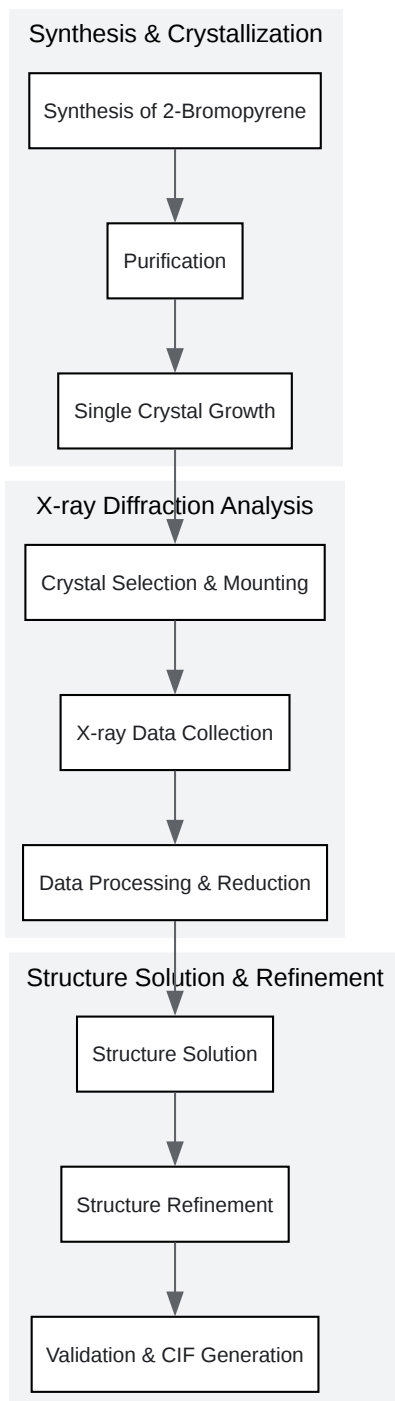 Synthesis & Crystallization
Synthesis of 2-Bromopyrene
Purification
Single Crystal Growth
X-ray Diffraction Analysis
Crystal Selection & Mounting
X-ray Data Collection
Data Processing & Reduction
Structure Solution & Refinement
Structure Solution
Structure Refinement
Validation & CIF Generation